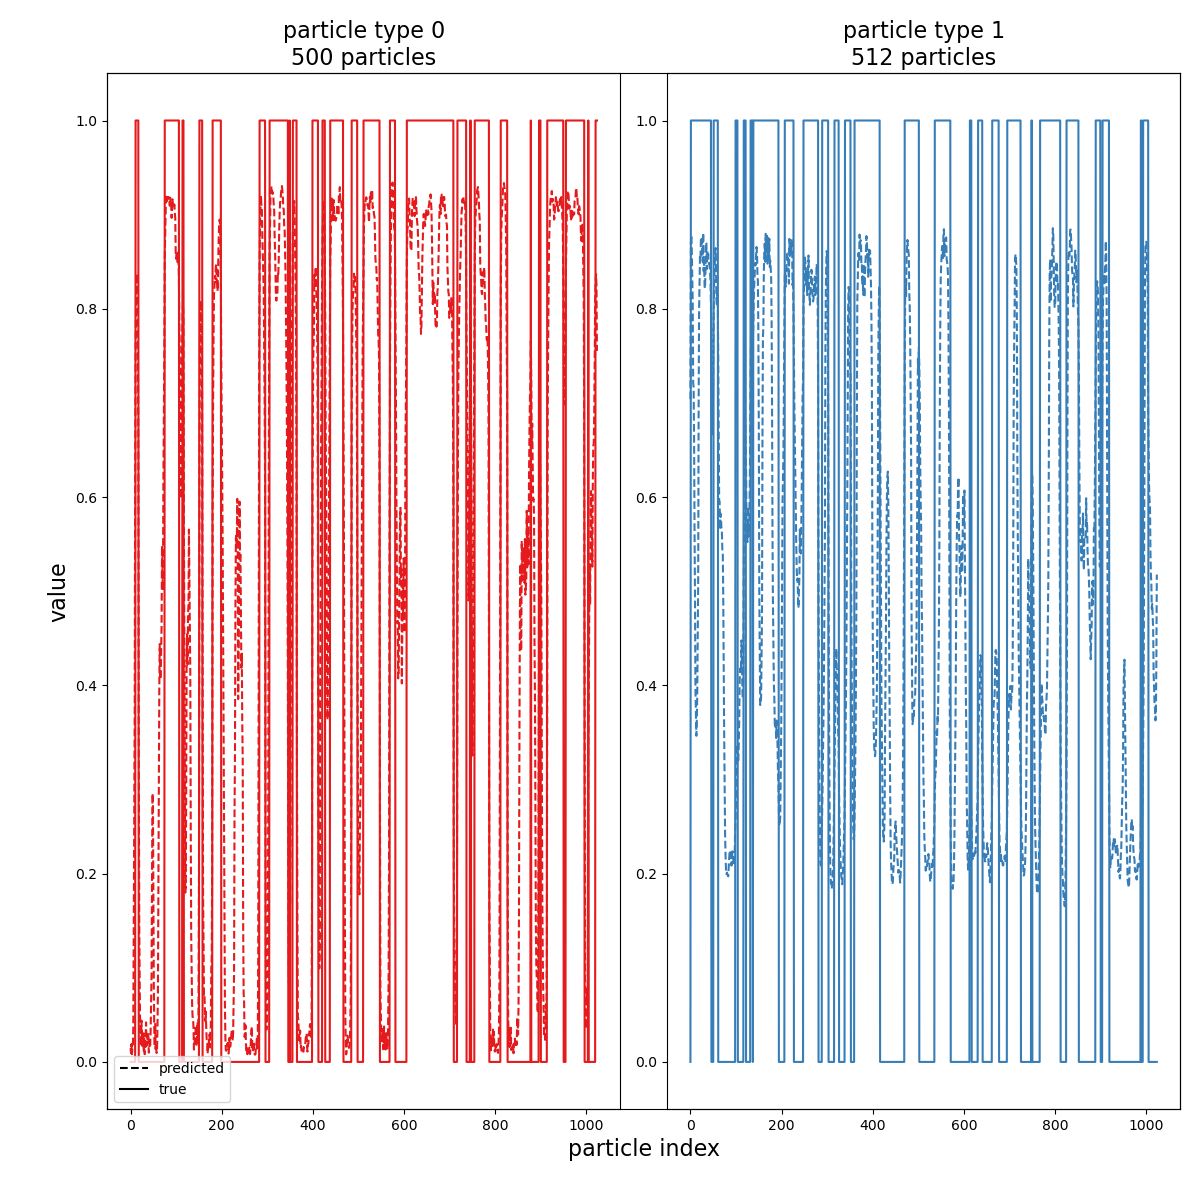 particle type 0
500 particles
particle type 1
512 particles
1.0
0.8
0.6
0.4
0.2
0.0
1.0
0.8
0.6
0.4
0.2
0.0
value
predicted
true
0 200 400 600 800 1000
0 200 400 600 800 1000
particle index